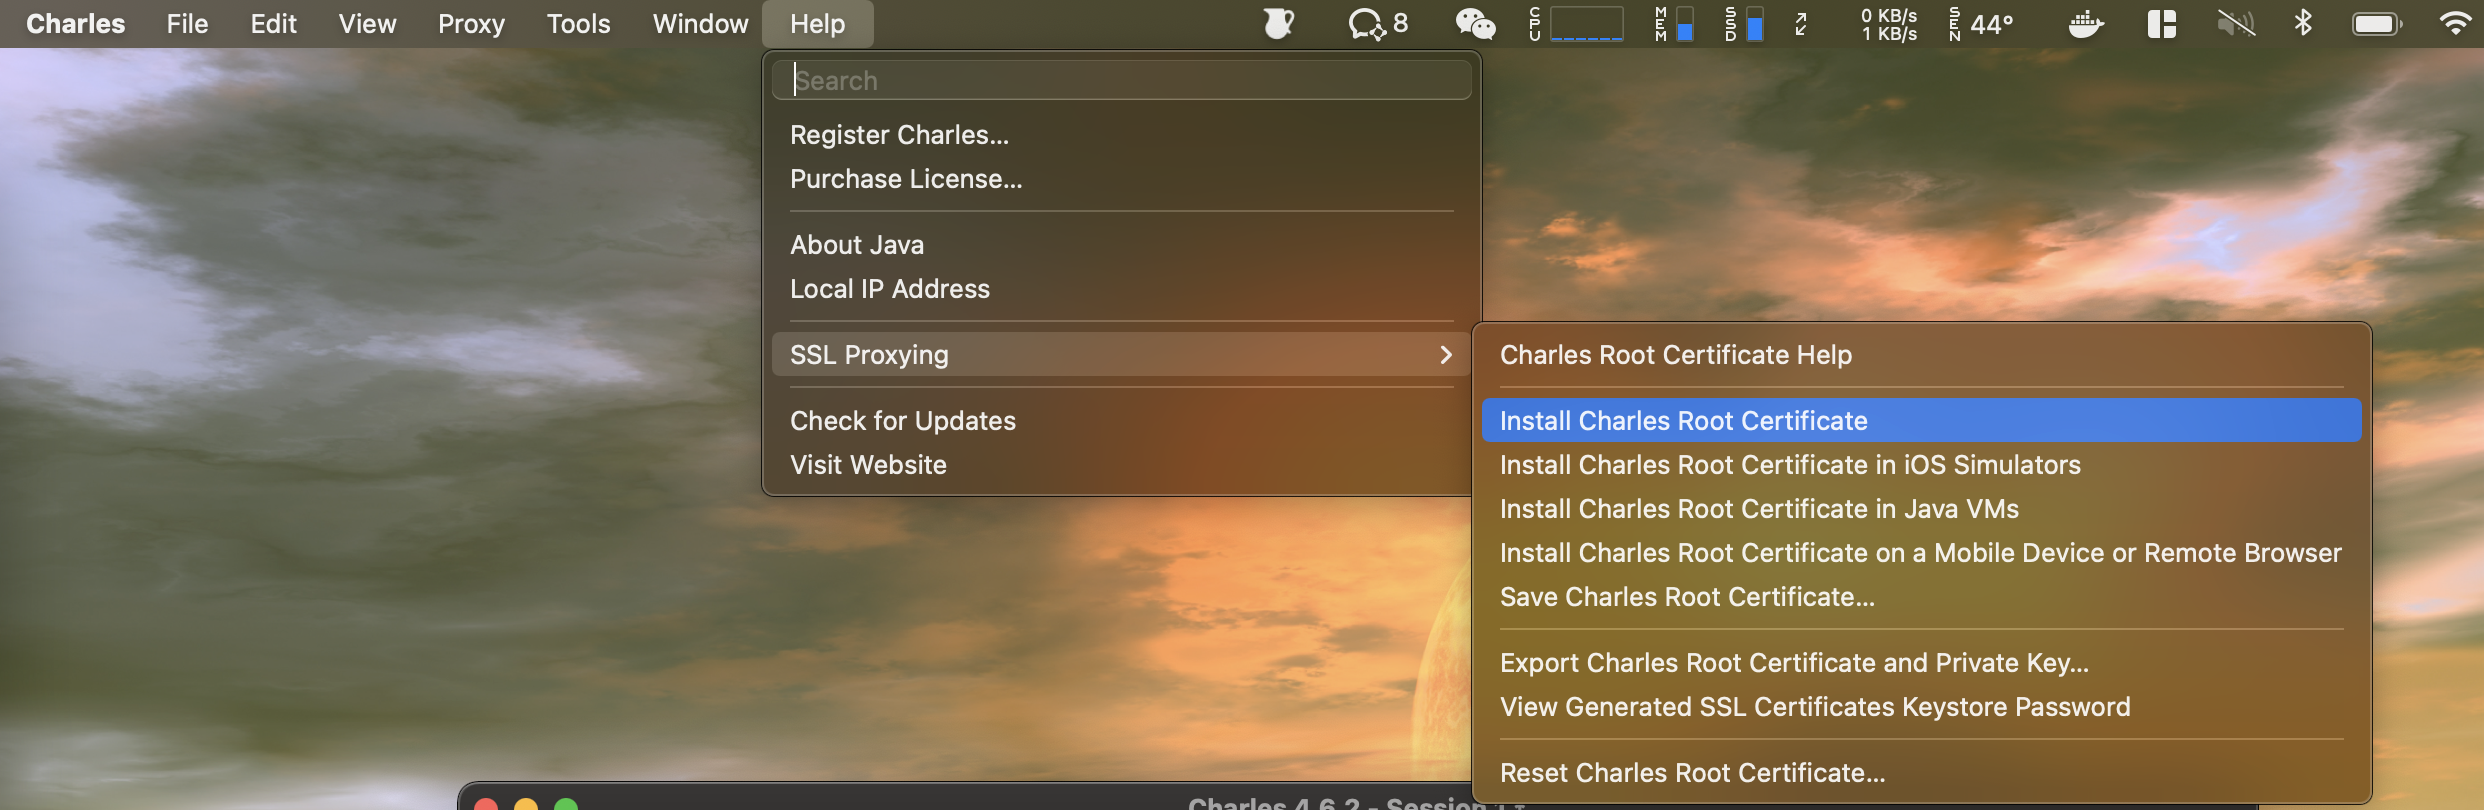 Charles File Edit View Proxy Tools Window Help 8 CPU MEM SSD 0 KB/s 1 KB/s SEN 44°
Search
Register Charles...
Purchase License...
About Java
Local IP Address
SSL Proxying
Check for Updates
Visit Website
Charles Root Certificate Help
Install Charles Root Certificate
Install Charles Root Certificate in iOS Simulators
Install Charles Root Certificate in Java VMs
Install Charles Root Certificate on a Mobile Device or Remote Browser
Save Charles Root Certificate...
Export Charles Root Certificate and Private Key...
View Generated SSL Certificates Keystore Password
Reset Charles Root Certificate...
Charles 4.6.2 - Session 1